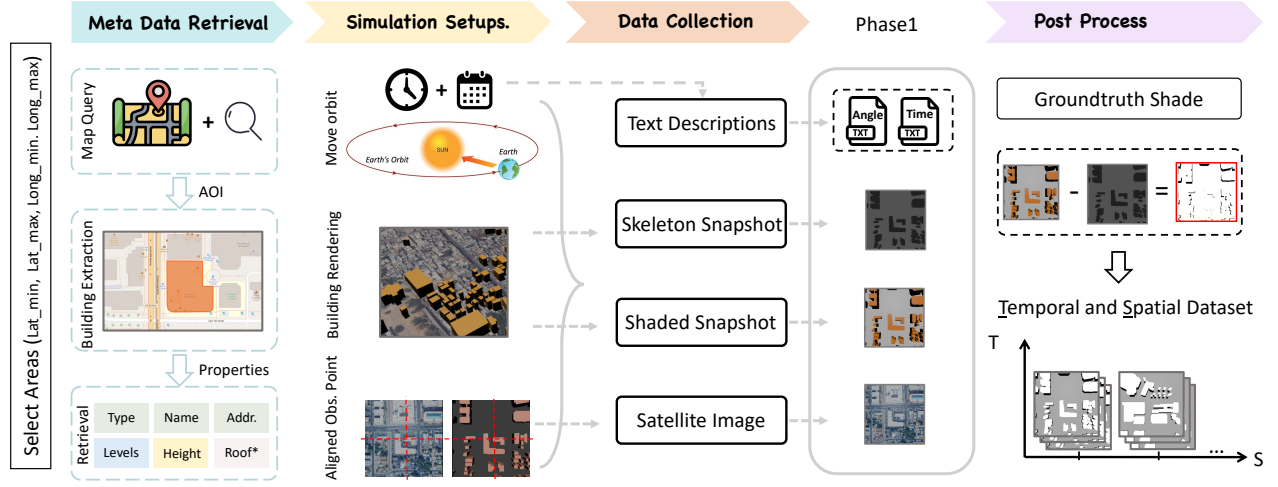 Select Areas (Lat_min, Lat_max, Long_min. Long_max)
Meta Data Retrieval
Map Query
+
AOI
Building Extraction
Properties
Retrieval
Type
Name
Addr.
Levels
Height
Roof*
Simulation Setups.
Move orbit
+
SUN
Earth's Orbit
Earth
Building Rendering
Aligned Obs. Point
Data Collection
Text Descriptions
Skeleton Snapshot
Shaded Snapshot
Satellite Image
Phase1
Angle
TXT
Time
TXT
Post Process
Groundtruth Shade
- =
Temporal and Spatial Dataset
T
...
S